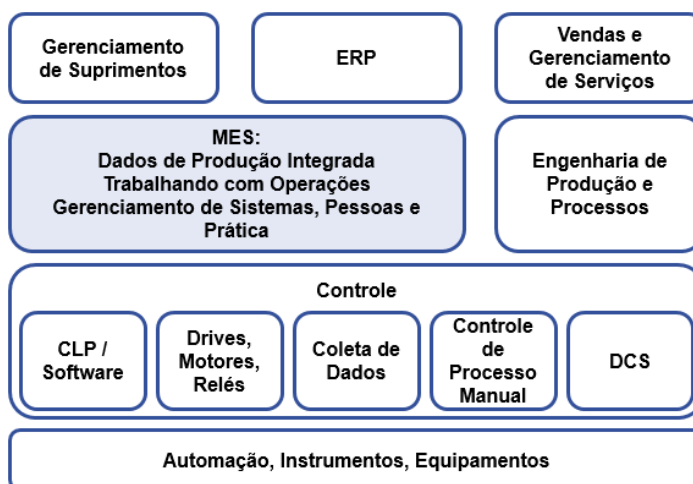 Gerenciamento
de Suprimentos
ERP
Vendas e
Gerenciamento
de Serviços
MES:
Dados de Produção Integrada
Trabalhando com Operações
Gerenciamento de Sistemas, Pessoas e
Prática
Engenharia de
Produção e
Processos
Controle
CLP /
Software
Drives,
Motores,
Relés
Coleta de
Dados
Controle
de
Processo
Manual
DCS
Automação, Instrumentos, Equipamentos